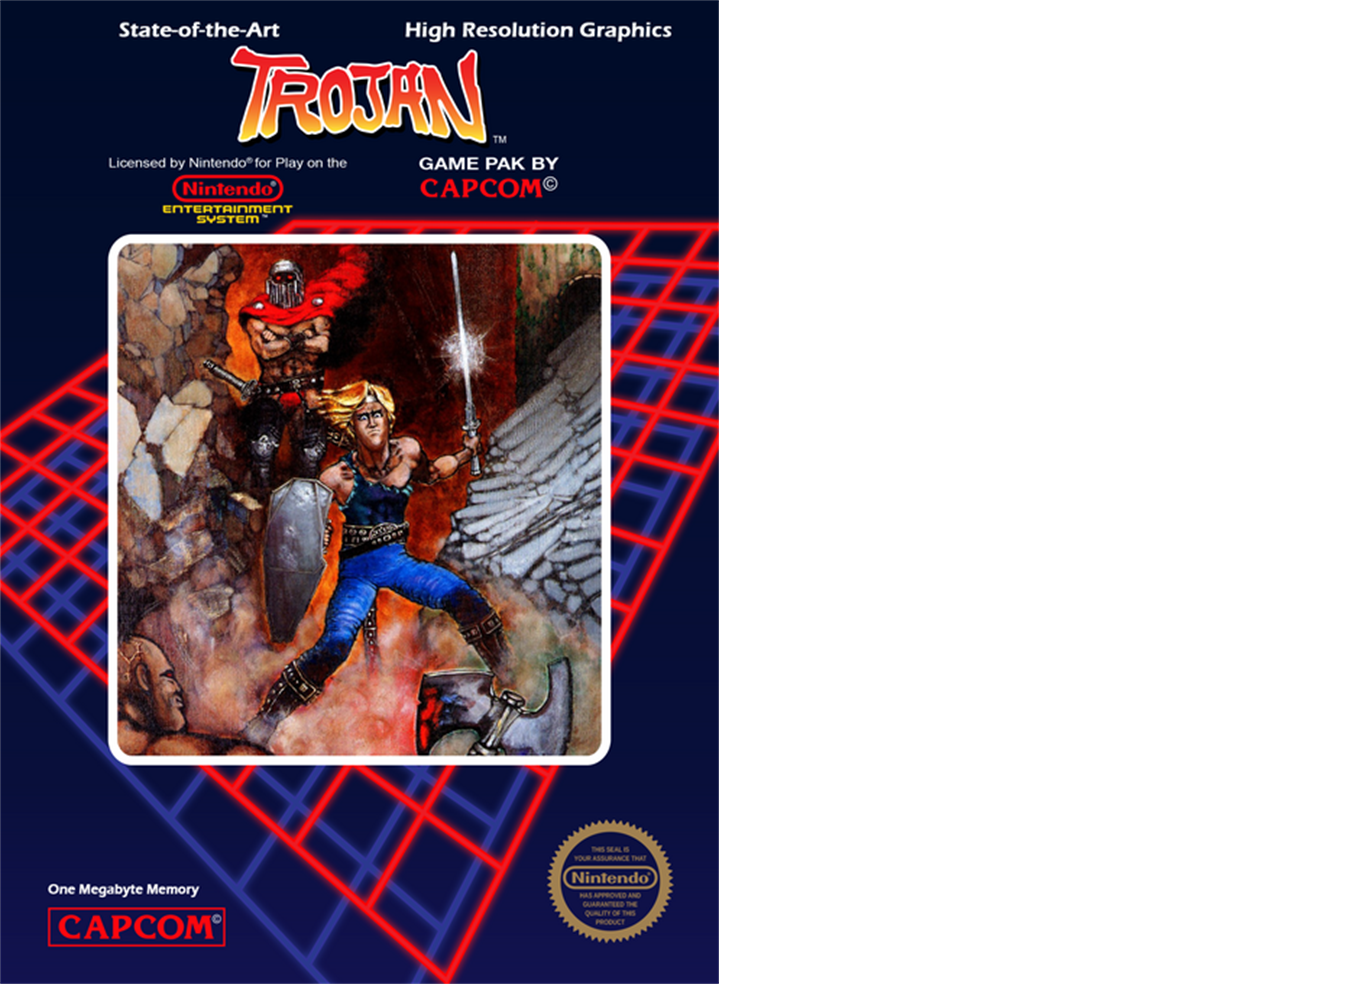 State-of-the-Art
High Resolution Graphics
TROJAN™
Licensed by Nintendo® for Play on the
Nintendo®
ENTERTAINMENT
SYSTEM™
GAME PAK BY
CAPCOM©
One Megabyte Memory
CAPCOM©
THIS SEAL IS
YOUR ASSURANCE THAT
Nintendo®
HAS APPROVED AND
GUARANTEED THE
QUALITY OF THIS
PRODUCT